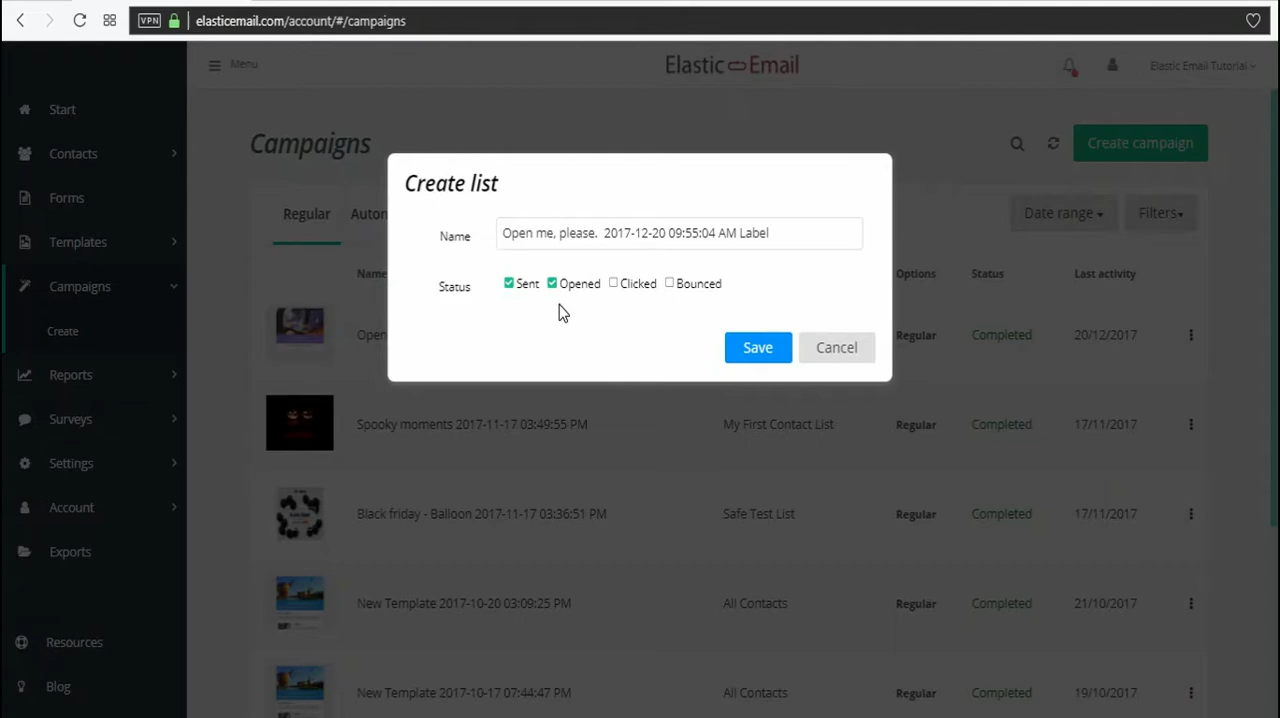 VPN elasticemail.com/account/#/campaigns
Menu
Elastic Email
Elastic Email Tutorial
Start
Contacts
Forms
Templates
Campaigns
Create
Reports
Surveys
Settings
Account
Exports
Resources
Blog
Campaigns
Create campaign
Regular Auton
Date range Filters
Create list
Name Open me, please.  2017-12-20 09:55:04 AM Label
Status Sent Opened Clicked Bounced
Save Cancel
Name Options Status Last activity
Open Regular Completed 20/12/2017
Spooky moments 2017-11-17 03:49:55 PM My First Contact List Regular Completed 17/11/2017
Black friday - Balloon 2017-11-17 03:36:51 PM Safe Test List Regular Completed 17/11/2017
New Template 2017-10-20 03:09:25 PM All Contacts Regular Completed 21/10/2017
New Template 2017-10-17 07:44:47 PM All Contacts Regular Completed 19/10/2017